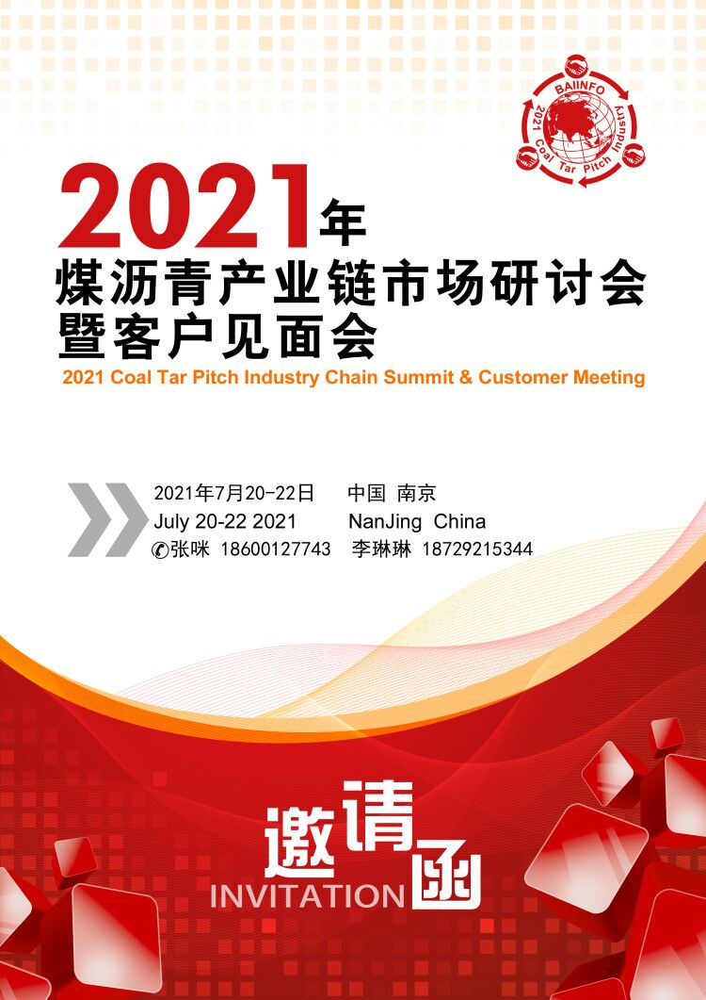 BAIINFO
2021 Coal Tar Pitch Industry
2021年
煤沥青产业链市场研讨会
暨客户见面会
2021 Coal Tar Pitch Industry Chain Summit & Customer Meeting
2021年7月20-22日 中国 南京
July 20-22 2021 NanJing China
✆张咪 18600127743 李琳琳 18729215344
邀请函
INVITATION